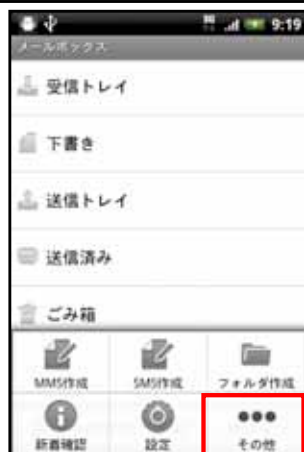 9:19
メールボックス
受信トレイ
下書き
送信トレイ
送信済み
ごみ箱
MMS作成 SMS作成 フォルダ作成
新着確認 設定 その他